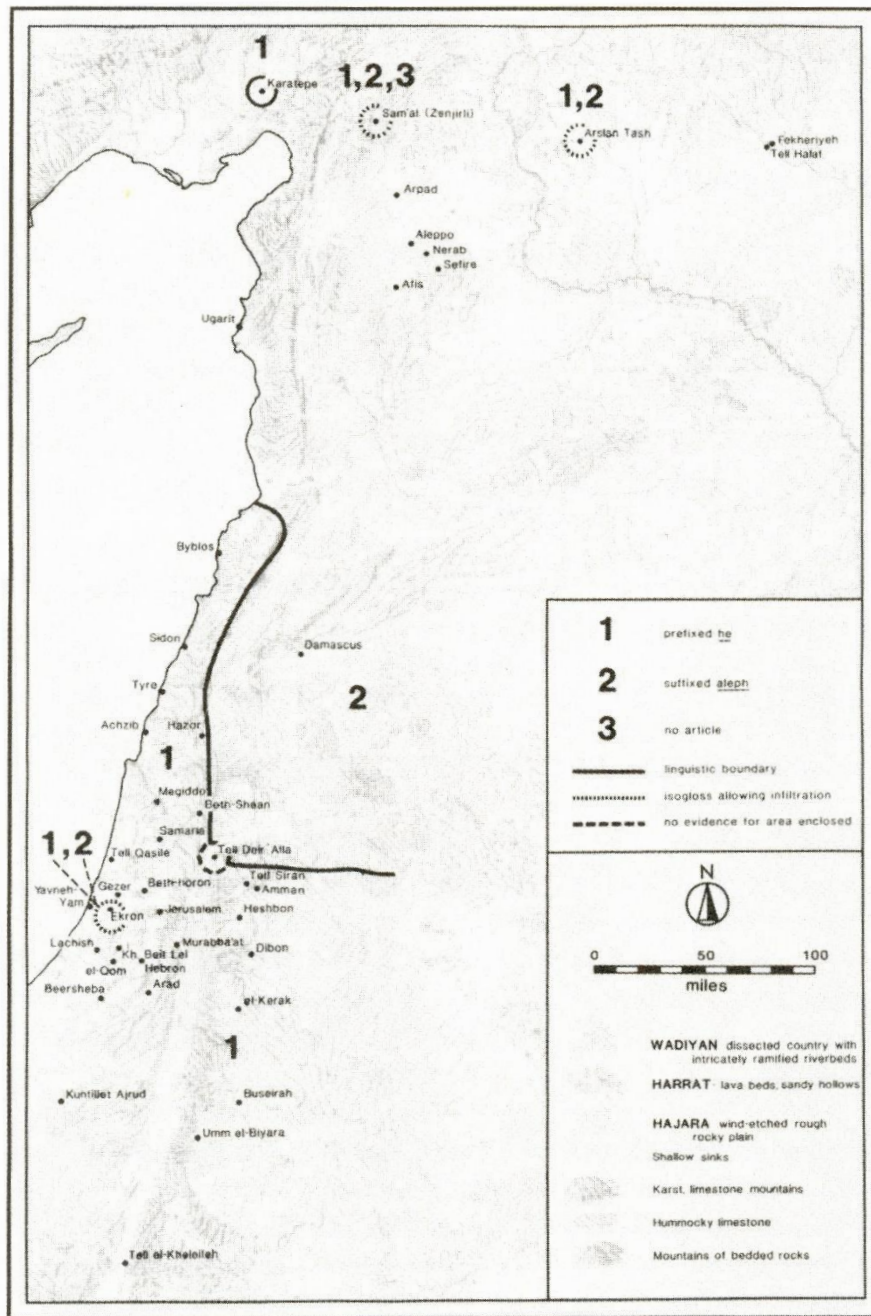 1
Karatepe
1,2,3
Sam'al (Zenjirli)
1,2
Arslan Tash
Fekheriyeh
Tell Halaf
Arpad
Aleppo
Nerab
Sefire
Afis
Ugarit
Byblos
Sidon
Damascus
2
Tyre
Achzib
Hazor
1
Megiddo
Beth-Shean
Samaria
1,2
Tell Qasile
Tell Deir 'Alla
Tell Siran
Amman
Yavneh-
Yam
Gezer
Beth-horon
Ekron
Jerusalem
Heshbon
Lachish
Kh.
el-Qom
Beit Lei
Hebron
Murabba'at
Dibon
Beersheba
Arad
el-Kerak
1
Kuntillet Ajrud
Buseirah
Umm el-Biyara
Tell el-Kheleifeh
1 prefixed he
2 suffixed aleph
3 no article
linguistic boundary
isogloss allowing infiltration
no evidence for area enclosed
N
0 50 100
miles
WADIYAN dissected country with
intricately ramified riverbeds
HARRAT lava beds, sandy hollows
HAJARA wind-etched rough
rocky plain
Shallow sinks
Karst, limestone mountains
Hummocky limestone
Mountains of bedded rocks